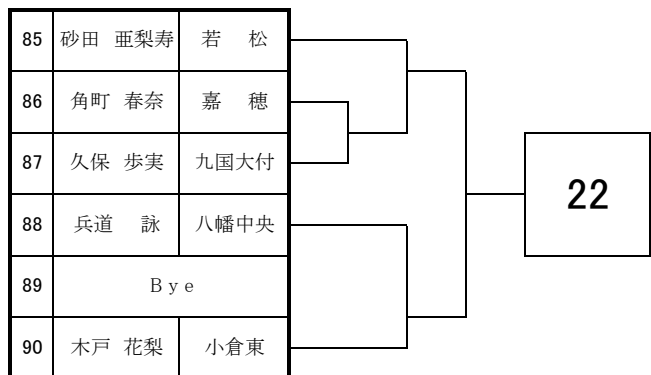 85 砂田 亜梨寿 若 松
86 角町 春奈 嘉 穂
87 久保 歩実 九国大付
88 兵道 詠 八幡中央
89 Bye
90 木戸 花梨 小倉東
22